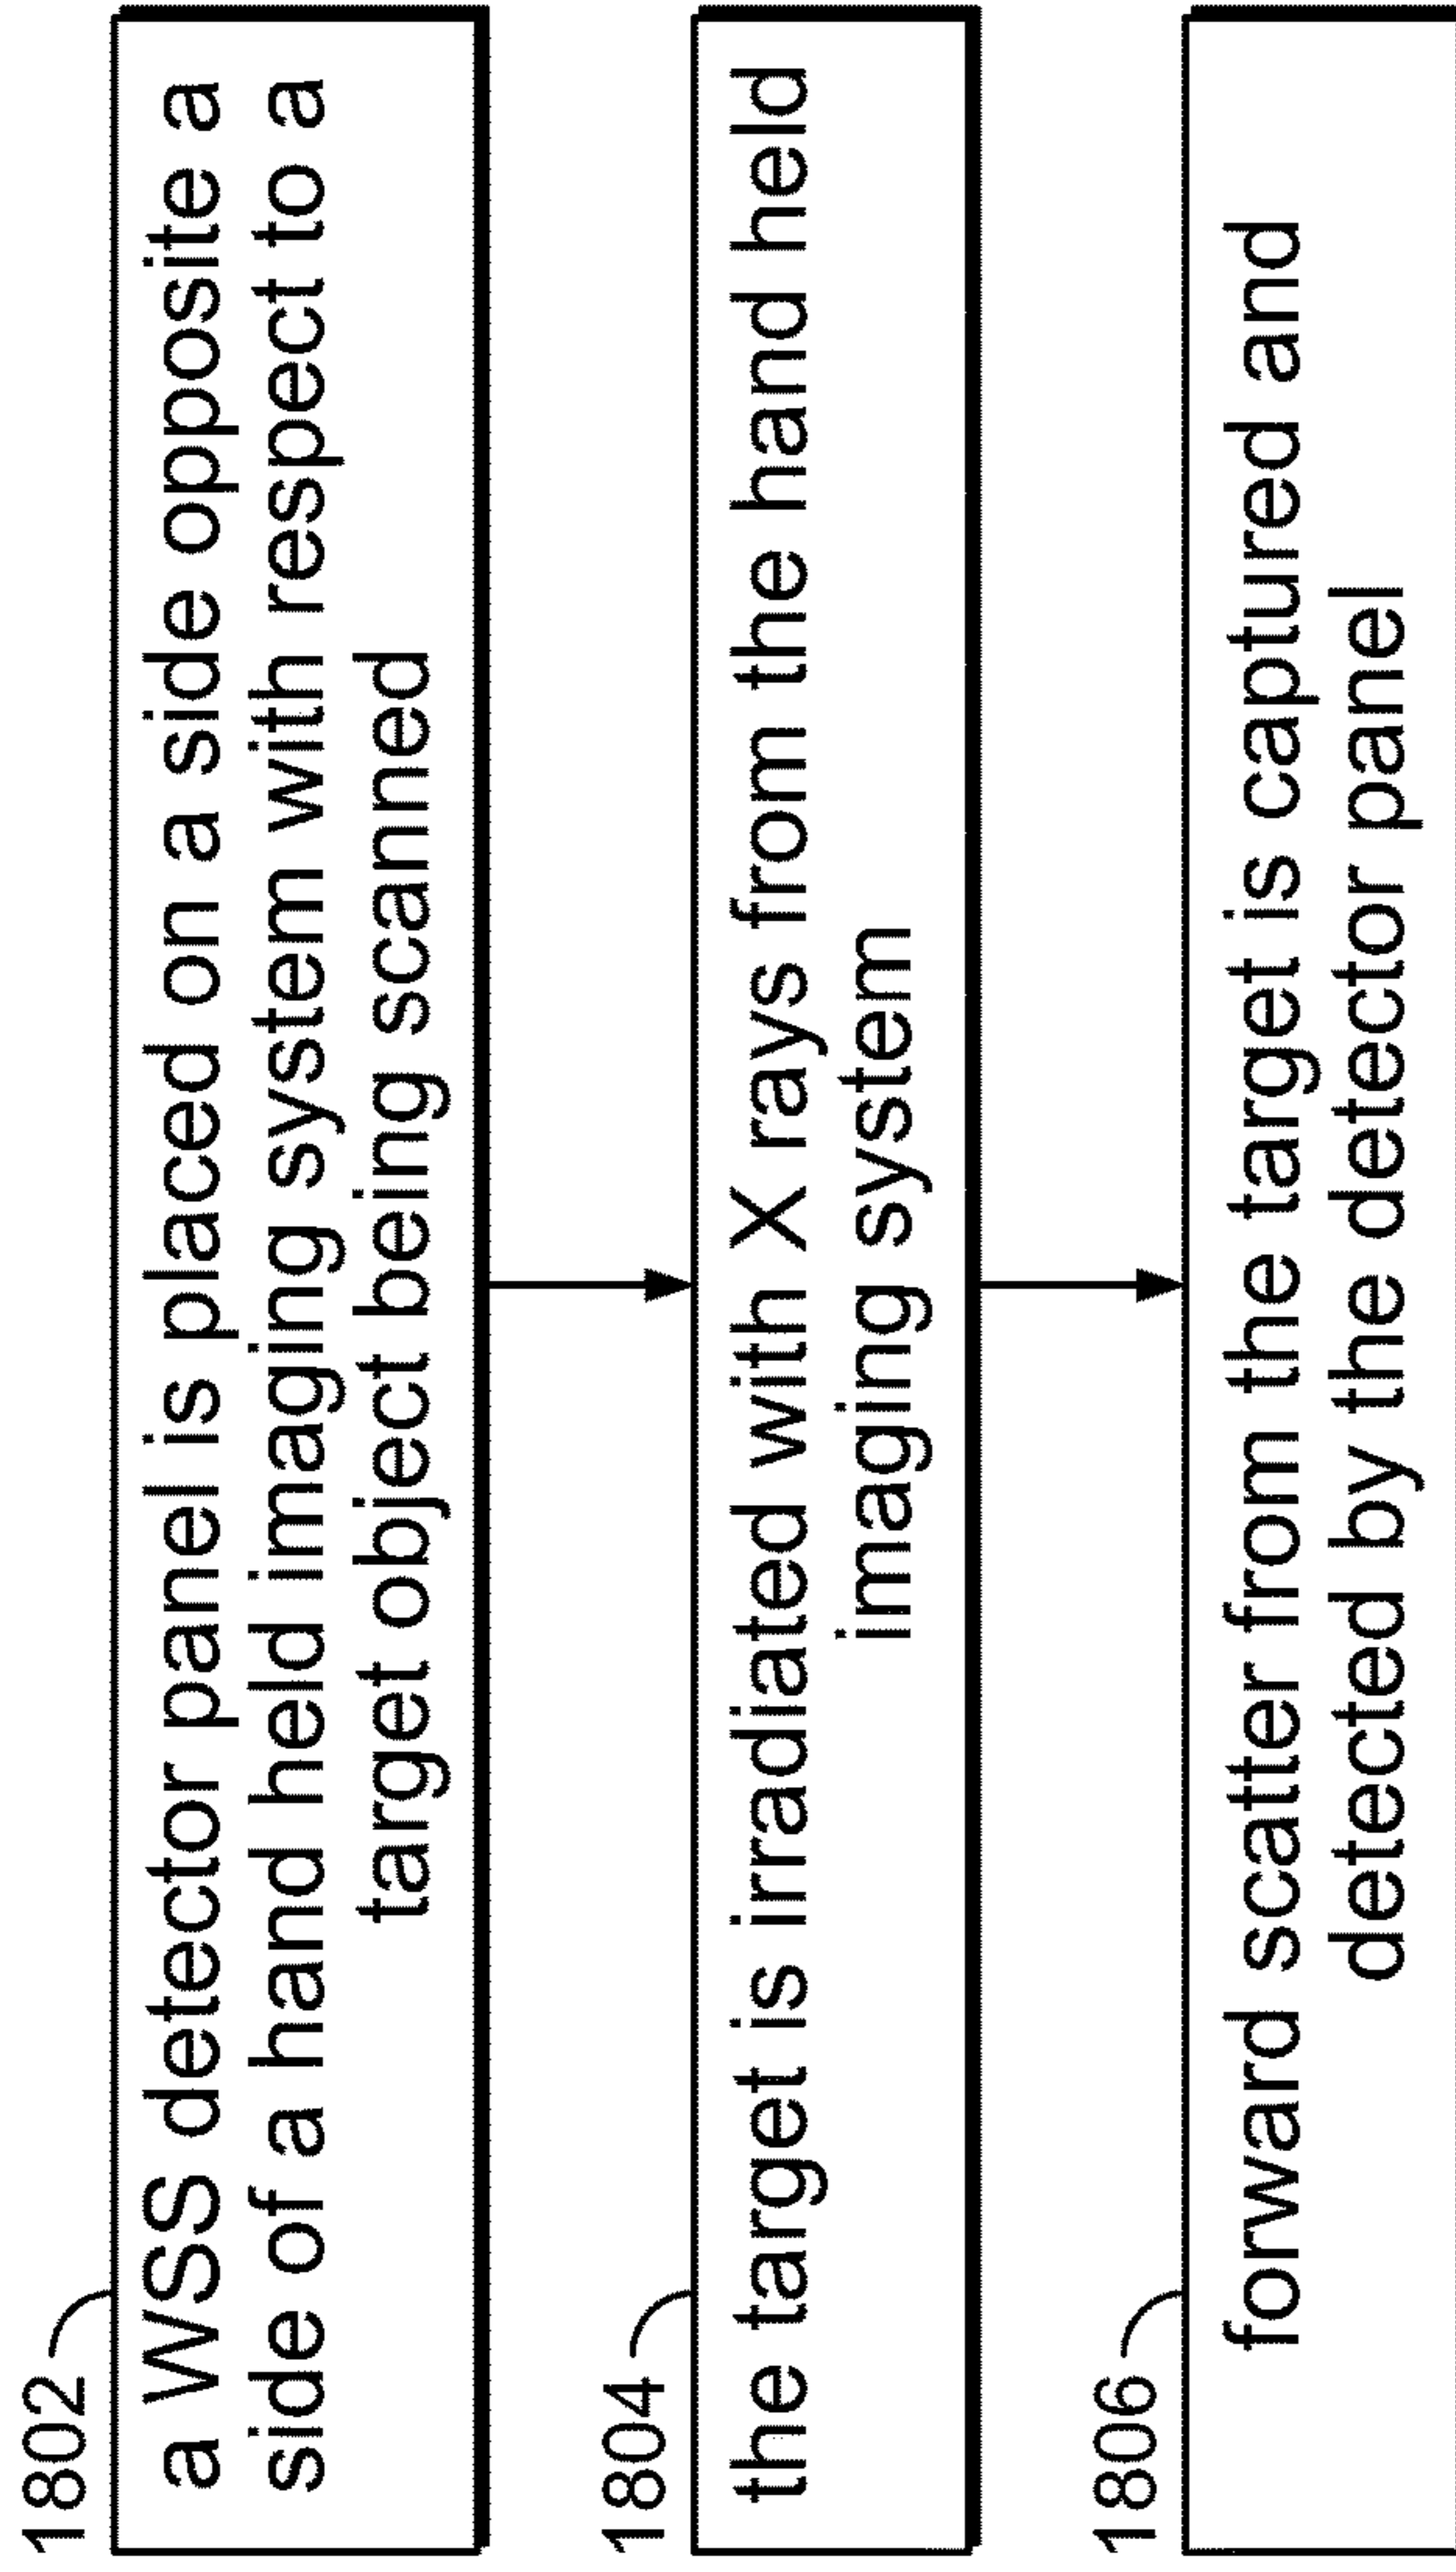 1802
a WSS detector panel is placed on a side opposite a
side of a hand held imaging system with respect to a
target object being scanned
1804
the target is irradiated with X rays from the hand held
imaging system
1806
forward scatter from the target is captured and
detected by the detector panel